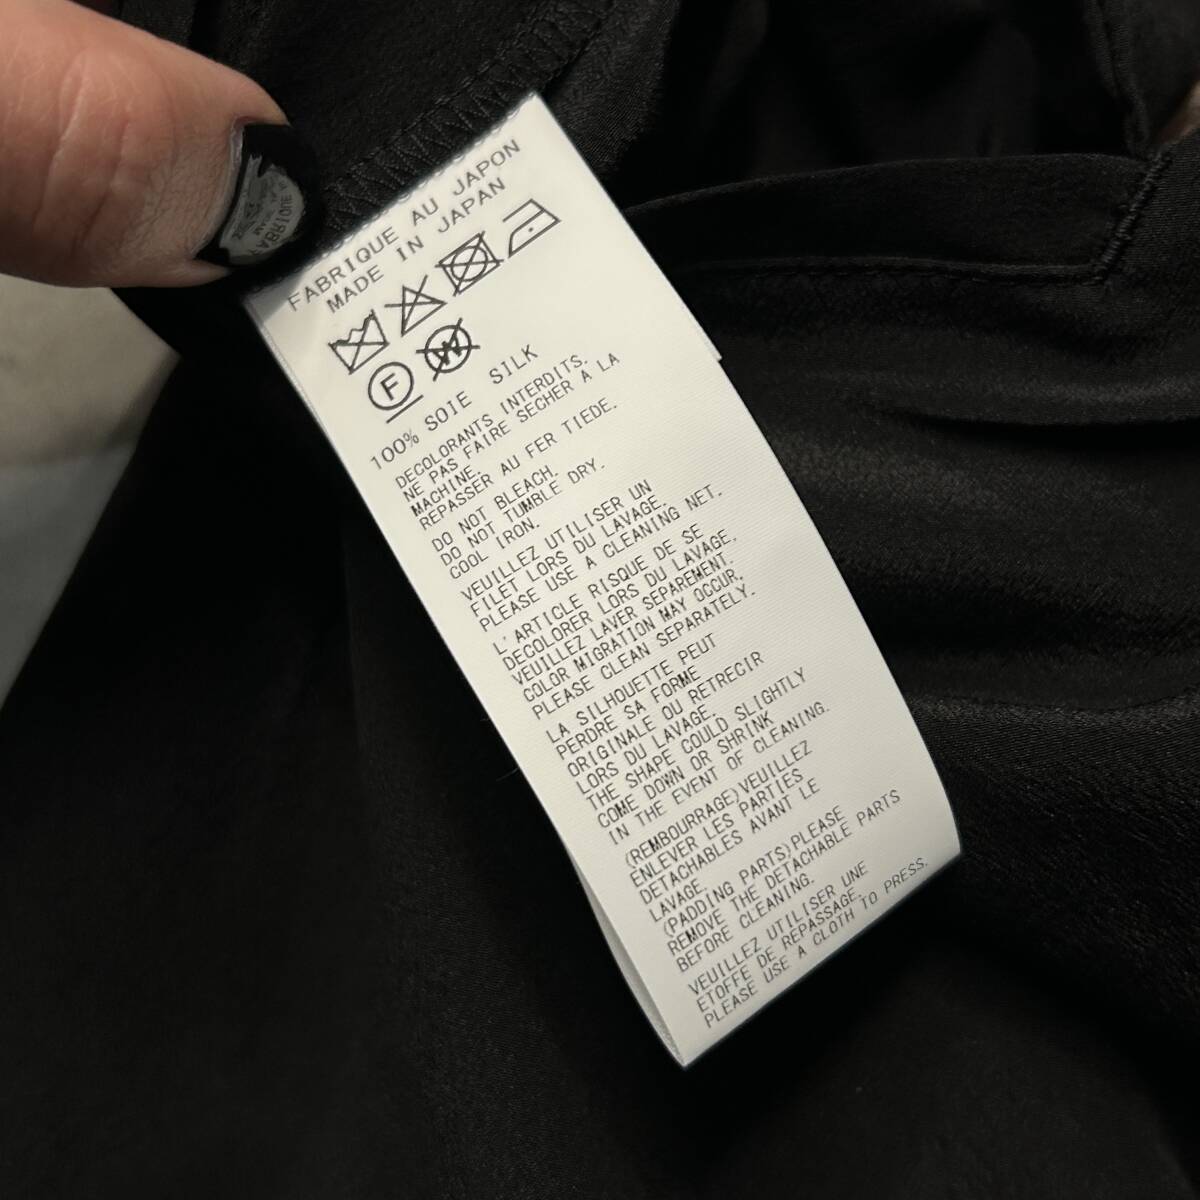 FABRIQUE AU JAPON
MADE IN JAPAN
F
W
100% SOIE SILK
DECOLORANTS INTERDITS.
NE PAS FAIRE SECHER A LA
MACHINE.
REPASSER AU FER TIEDE.
DO NOT BLEACH.
DO NOT TUMBLE DRY.
COOL IRON.
VEUILLEZ UTILISER UN
FILET LORS DU LAVAGE.
PLEASE USE A CLEANING NET.
L'ARTICLE RISQUE DE SE
DECOLORER LORS DU LAVAGE.
VEUILLEZ LAVER SEPAREMENT.
COLOR MIGRATION MAY OCCUR.
PLEASE CLEAN SEPARATELY.
LA SILHOUETTE PEUT
PERDRE SA FORME
ORIGINALE OU RETRECIR
LORS DU LAVAGE.
THE SHAPE COULD SLIGHTLY
COME DOWN OR SHRINK
IN THE EVENT OF CLEANING.
(REMBOURRAGE)VEUILLEZ
ENLEVER LES PARTIES
DETACHABLES AVANT LE
LAVAGE.
(PADDING PARTS)PLEASE
REMOVE THE DETACHABLE PARTS
BEFORE CLEANING.
VEUILLEZ UTILISER UNE
ETOFFE DE REPASSAGE.
PLEASE USE A CLOTH TO PRESS.